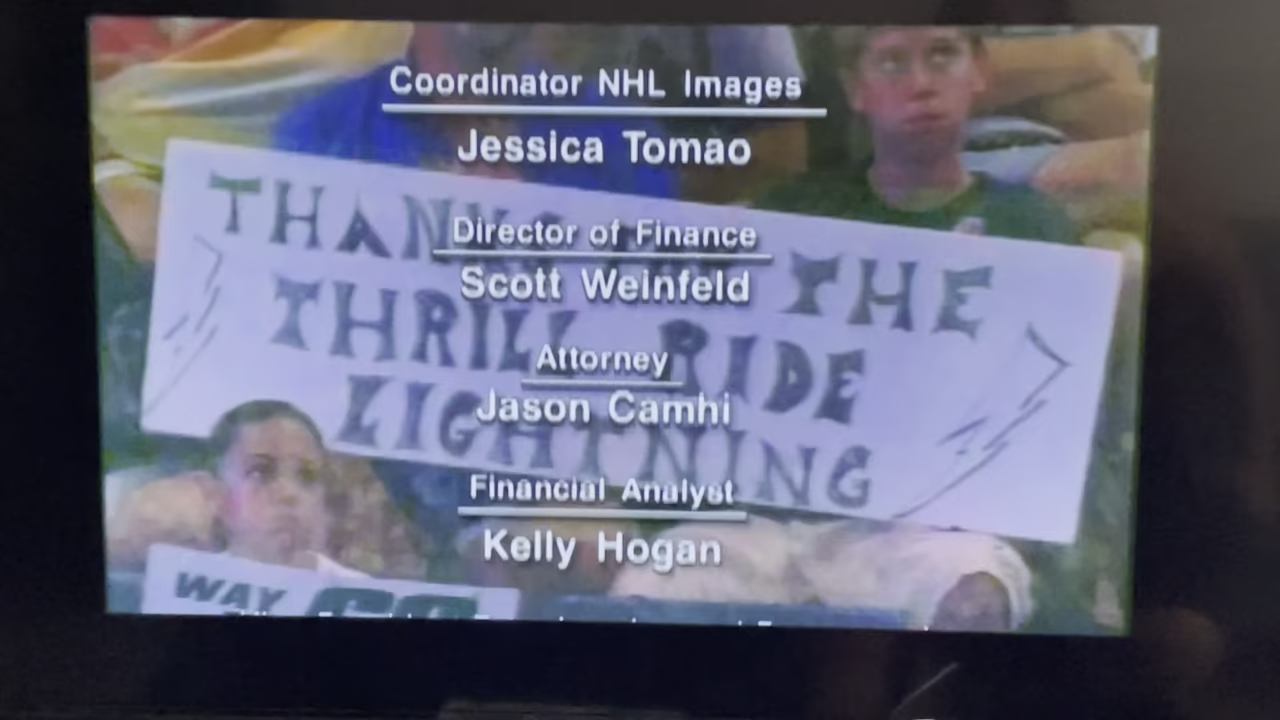 Coordinator NHL Images
Jessica Tomao
Director of Finance
Scott Weinfeld
Attorney
Jason Camhi
Financial Analyst
Kelly Hogan
THANKS THE
THRILL RIDE
LIGHTNING
WAY